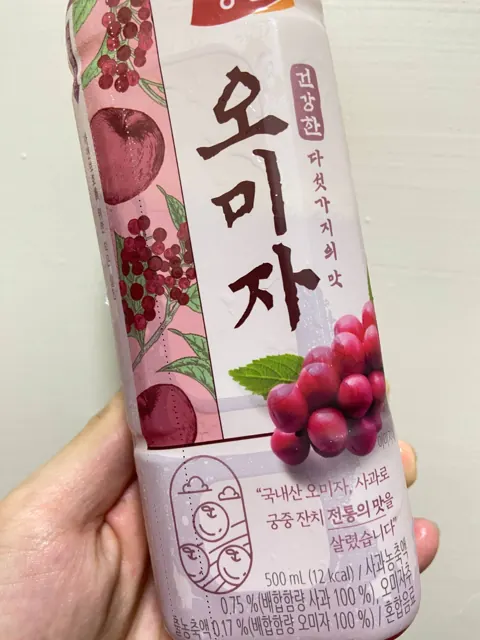 오미자
건강한
다섯가지의 맛
"국내산 오미자, 사과로
궁중 잔치 전통의 맛을
살렸습니다"
500 mL (12 kcal) / 사과농축액
0.75 %(배합함량 사과 100 %), 오미자추
출농축액 0.17 %(배합함량 오미자 100 %) / 혼합음료